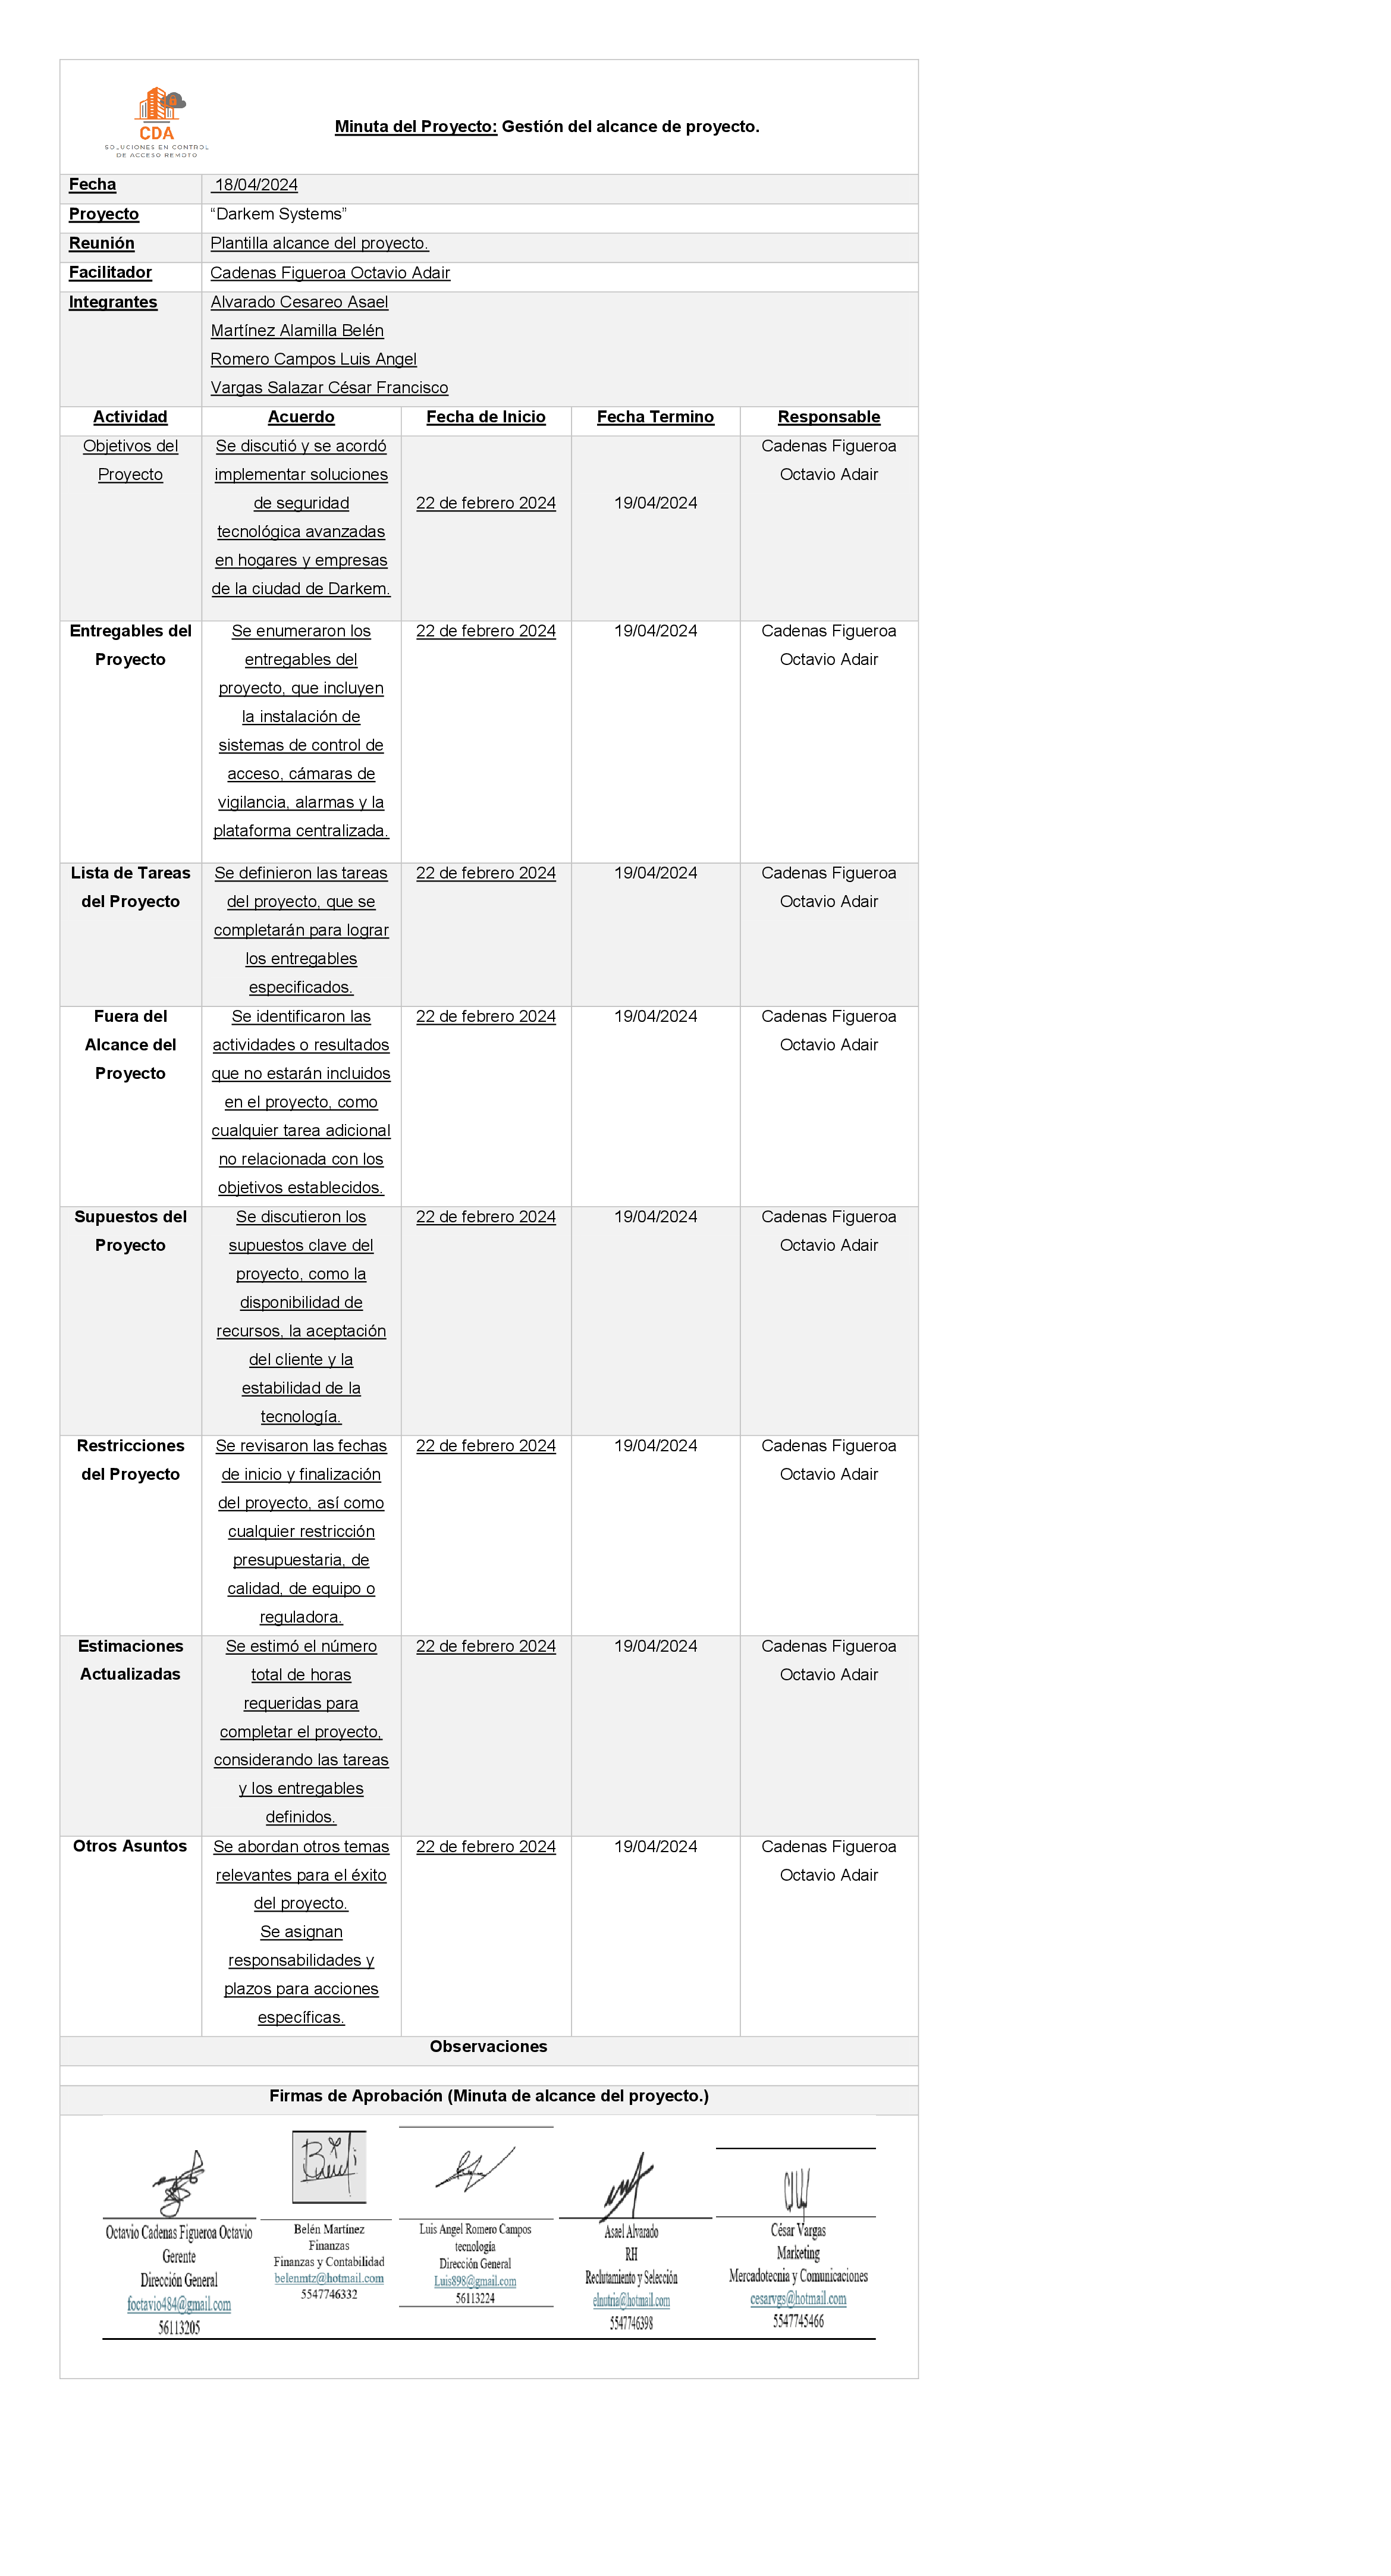 CDA
SOLUCIONES EN CONTROL
DE ACCESO REMOTO
Minuta del Proyecto: Gestión del alcance de proyecto.
Fecha 18/04/2024
Proyecto “Darkem Systems”
Reunión Plantilla alcance del proyecto.
Facilitador Cadenas Figueroa Octavio Adair
Integrantes Alvarado Cesareo Asael
Martínez Alamilla Belén
Romero Campos Luis Angel
Vargas Salazar César Francisco
Actividad Acuerdo Fecha de Inicio Fecha Termino Responsable
Objetivos del
Proyecto
Se discutió y se acordó
implementar soluciones
de seguridad
tecnológica avanzadas
en hogares y empresas
de la ciudad de Darkem.
22 de febrero 2024
19/04/2024
Cadenas Figueroa
Octavio Adair
Entregables del
Proyecto
Se enumeraron los
entregables del
proyecto, que incluyen
la instalación de
sistemas de control de
acceso, cámaras de
vigilancia, alarmas y la
plataforma centralizada.
22 de febrero 2024
19/04/2024
Cadenas Figueroa
Octavio Adair
Lista de Tareas
del Proyecto
Se definieron las tareas
del proyecto, que se
completarán para lograr
los entregables
especificados.
22 de febrero 2024
19/04/2024
Cadenas Figueroa
Octavio Adair
Fuera del
Alcance del
Proyecto
Se identificaron las
actividades o resultados
que no estarán incluidos
en el proyecto, como
cualquier tarea adicional
no relacionada con los
objetivos establecidos.
22 de febrero 2024
19/04/2024
Cadenas Figueroa
Octavio Adair
Supuestos del
Proyecto
Se discutieron los
supuestos clave del
proyecto, como la
disponibilidad de
recursos, la aceptación
del cliente y la
estabilidad de la
tecnología.
22 de febrero 2024
19/04/2024
Cadenas Figueroa
Octavio Adair
Restricciones
del Proyecto
Se revisaron las fechas
de inicio y finalización
del proyecto, así como
cualquier restricción
presupuestaria, de
calidad, de equipo o
reguladora.
22 de febrero 2024
19/04/2024
Cadenas Figueroa
Octavio Adair
Estimaciones
Actualizadas
Se estimó el número
total de horas
requeridas para
completar el proyecto,
considerando las tareas
y los entregables
definidos.
22 de febrero 2024
19/04/2024
Cadenas Figueroa
Octavio Adair
Otros Asuntos
Se abordan otros temas
relevantes para el éxito
del proyecto.
Se asignan
responsabilidades y
plazos para acciones
específicas.
22 de febrero 2024
19/04/2024
Cadenas Figueroa
Octavio Adair
Observaciones
Firmas de Aprobación (Minuta de alcance del proyecto.)
Octavio Cadenas Figueroa Octavio
Gerente
Dirección General
foctavio484@gmail.com
56113205
Belén Martínez
Finanzas
Finanzas y Contabilidad
belenmtz@hotmail.com
5547746332
Luis Angel Romero Campos
tecnologia
Dirección General
Luis898@gmail.com
56113224
Asael Alvarado
RH
Reclutamiento y Selección
elnutria@hotmail.com
5547746398
César Vargas
Marketing
Mercadotecnia y Comunicaciones
cesarvgs@hotmail.com
5547745466